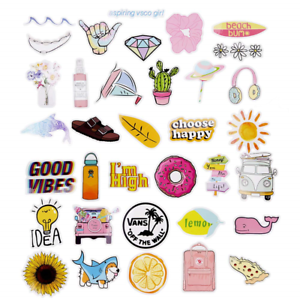 aspiring vsco girl
beach
bum
choose
happy
GOOD
VIBES
I'm
high
VANS
"OFF THE WALL"
IDEA
lemon